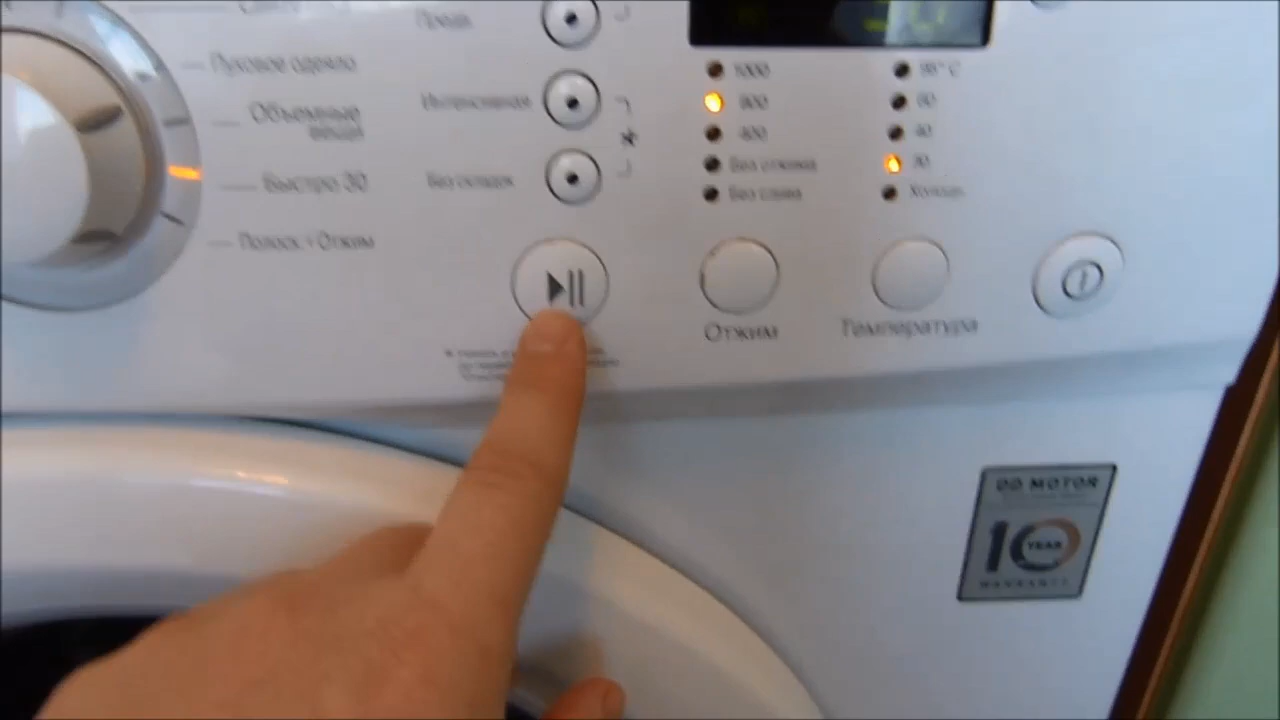 Пуховое одеяло
Объемные
вещи
Быстро 30
Полоск.+Отжим
Интенсивная
Без складок
1000
800
400
Без отжима
Без слива
95°C
60
40
30
Холодн.
Отжим
Температура
DD MOTOR
10 YEAR
WARRANTY